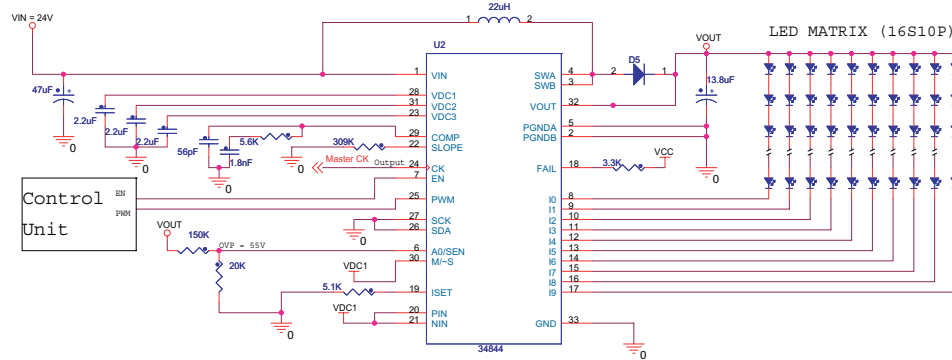 VIN = 24V
22uH
1
2
U2
LED MATRIX (16S10P)
VOUT
D5
2
1
47uF
+
0
2.2uF
2.2uF
2.2uF
0
1 VIN
28 VDC1
31 VDC2
23 VDC3
29 COMP
22 SLOPE
24 CK
7 EN
25 PWM
27 SCK
26 SDA
6 A0/SEN
30 M/~S
19 ISET
20 PIN
21 NIN
SWA 4
SWB 3
VOUT 32
PGNDA 5
PGNDB 2
FAIL 18
I0 8
I1 9
I2 10
I3 11
I4 12
I5 13
I6 14
I7 15
I8 16
I9 17
GND 33
34844
13.8uF
+
0
3.3K
VCC
56pF
1.8nF
5.6K
309K
0
0
Master CK
Output
Control
Unit
EN
PWM
0
VOUT
150K
OVP = 55V
20K
VDC1
5.1K
VDC1
0
0